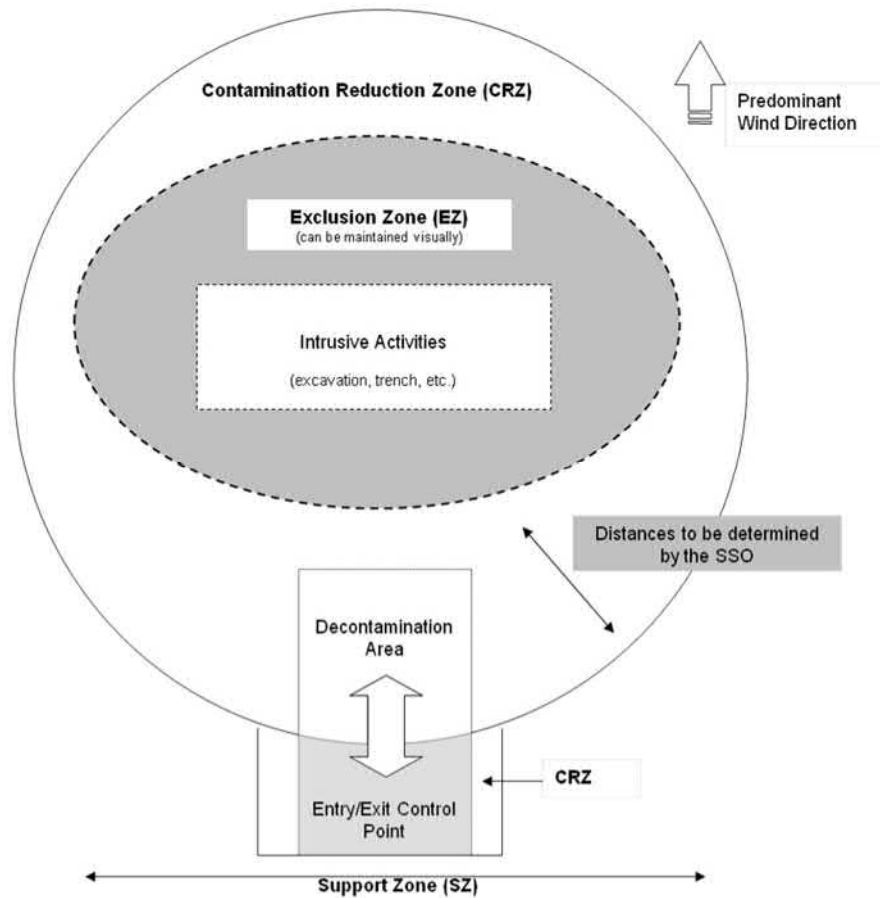 Contamination Reduction Zone (CRZ)
Predominant
Wind Direction
Exclusion Zone (EZ)
(can be maintained visually)
Intrusive Activities
(excavation, trench, etc.)
Distances to be determined
by the SSO
Decontamination
Area
CRZ
Entry/Exit Control
Point
Support Zone (SZ)